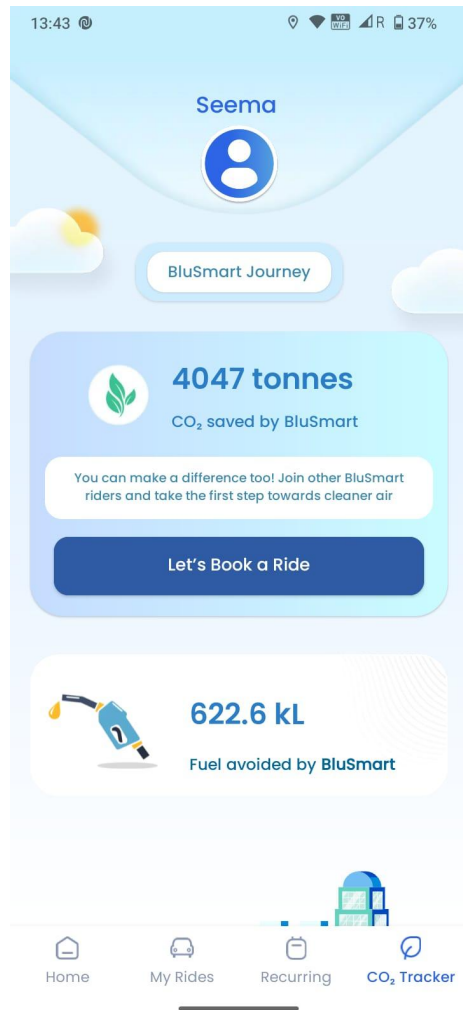 13:43
VO
WiFi
R
37%
Seema
BluSmart Journey
4047 tonnes
CO₂ saved by BluSmart
You can make a difference too! Join other BluSmart
riders and take the first step towards cleaner air
Let’s Book a Ride
622.6 kL
Fuel avoided by BluSmart
Home
My Rides
Recurring
CO₂ Tracker